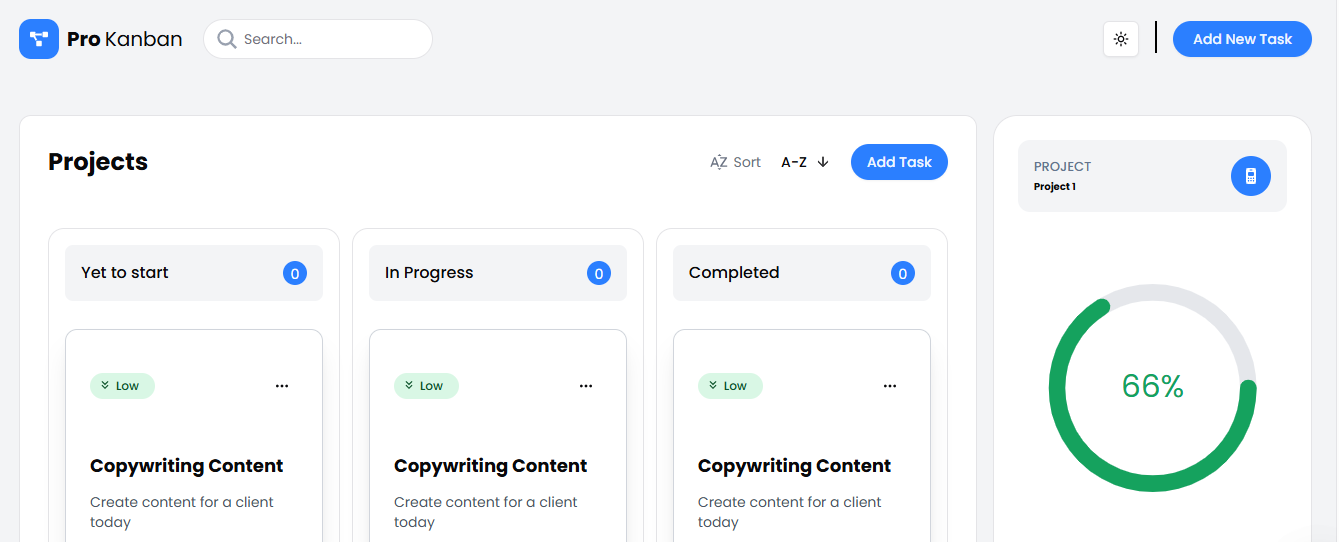 Pro Kanban
Search...
Add New Task
Projects
AZ Sort
A-Z
Add Task
Yet to start
0
In Progress
0
Completed
0
Low
Low
Low
Copywriting Content
Create content for a client
today
Copywriting Content
Create content for a client
today
Copywriting Content
Create content for a client
today
PROJECT
Project 1
66%